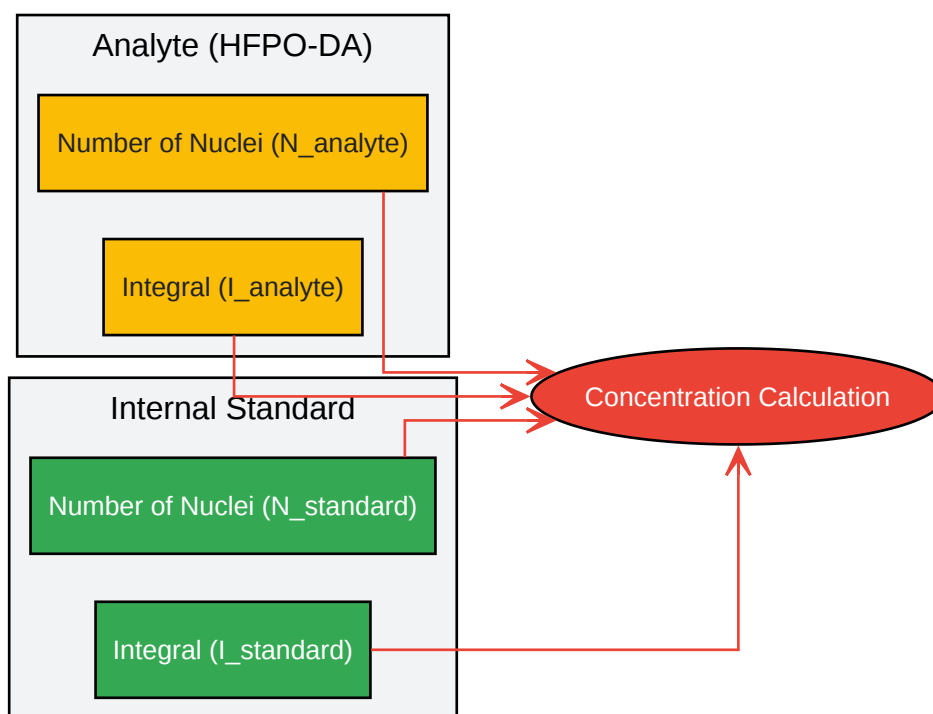 Analyte (HFPO-DA)
Number of Nuclei (N_analyte)
Integral (I_analyte)
Concentration Calculation
Internal Standard
Number of Nuclei (N_standard)
Integral (I_standard)